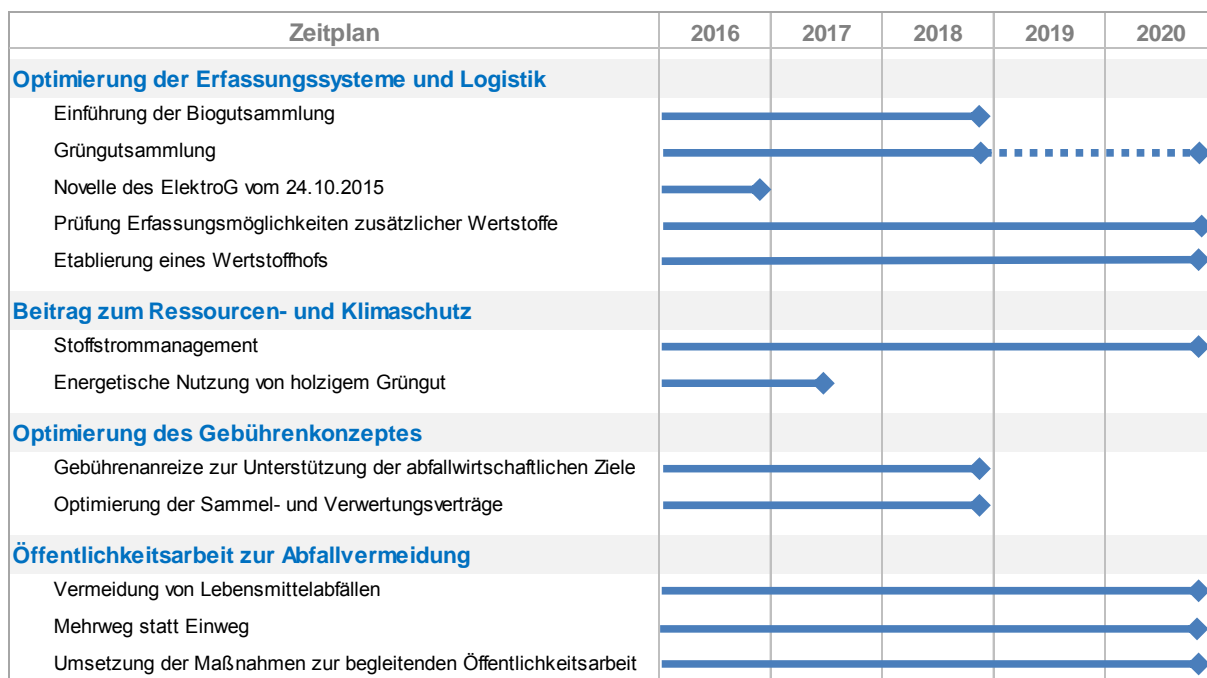 Zeitplan 2016 2017 2018 2019 2020
Optimierung der Erfassungssysteme und Logistik
Einführung der Biogutsammlung
Grüngutsammlung
Novelle des ElektroG vom 24.10.2015
Prüfung Erfassungsmöglichkeiten zusätzlicher Wertstoffe
Etablierung eines Wertstoffhofs
Beitrag zum Ressourcen- und Klimaschutz
Stoffstrommanagement
Energetische Nutzung von holzigem Grüngut
Optimierung des Gebührenkonzeptes
Gebührenanreize zur Unterstützung der abfallwirtschaftlichen Ziele
Optimierung der Sammel- und Verwertungsverträge
Öffentlichkeitsarbeit zur Abfallvermeidung
Vermeidung von Lebensmittelabfällen
Mehrweg statt Einweg
Umsetzung der Maßnahmen zur begleitenden Öffentlichkeitsarbeit